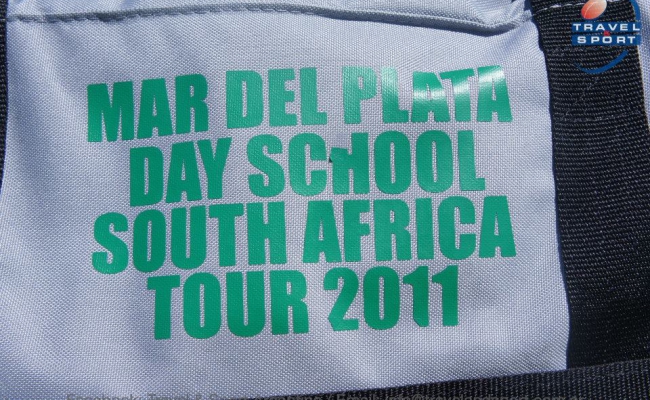 TRAVEL
& SPORT
MAR DEL PLATA
DAY SCHOOL
SOUTH AFRICA
TOUR 2011